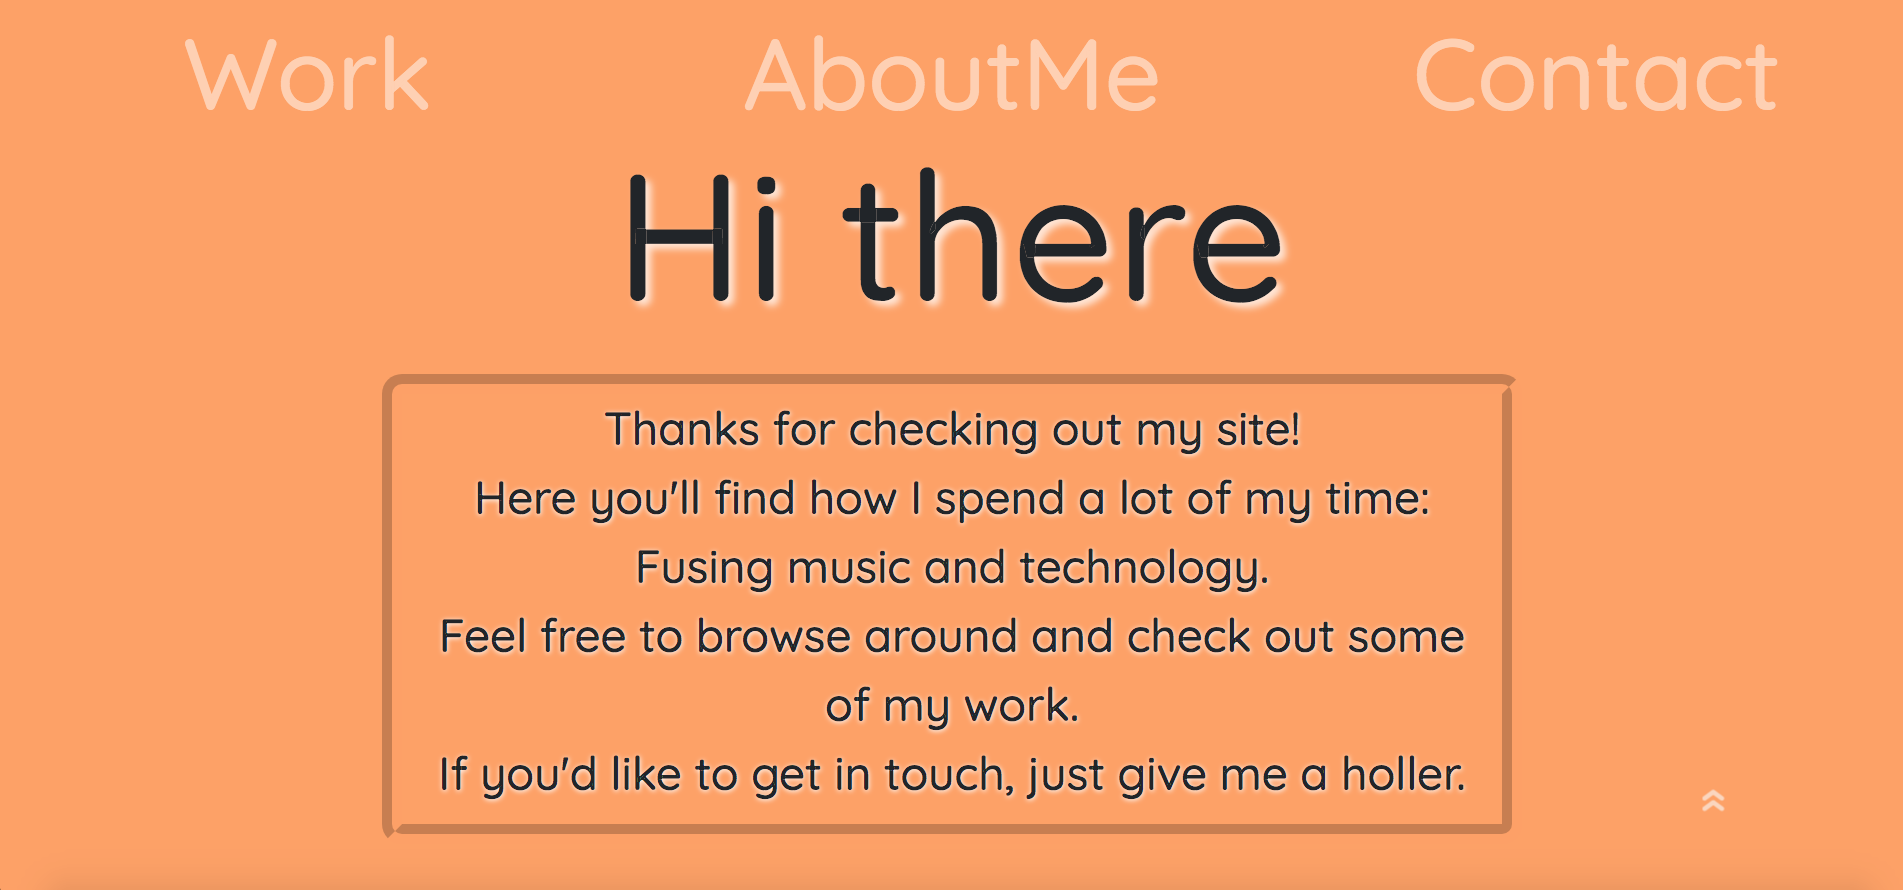 Work AboutMe Contact
Hi there
Thanks for checking out my site!
Here you'll find how I spend a lot of my time:
Fusing music and technology.
Feel free to browse around and check out some
of my work.
If you'd like to get in touch, just give me a holler.